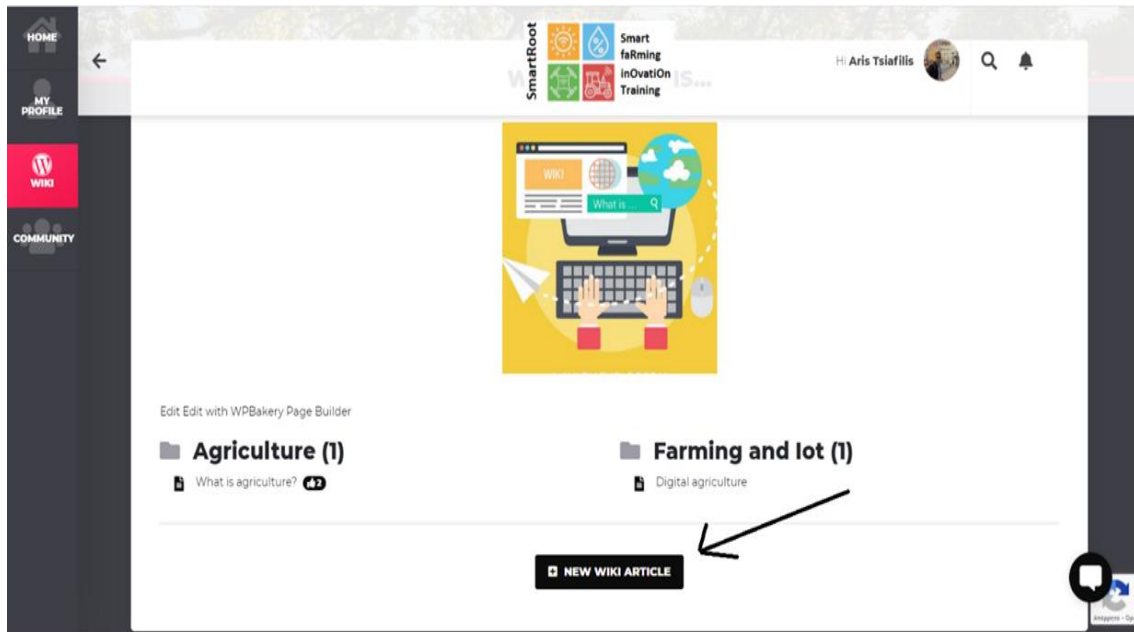 HOME
MY
PROFILE
WIKI
COMMUNITY
SmartRoot
Smart
faRming
inOvatiOn
Training
W
IS...
Hi Aris Tsiafilis
WIKI
What is ...
Edit Edit with WPBakery Page Builder
Agriculture (1)
What is agriculture? 2
Farming and Iot (1)
Digital agriculture
NEW WIKI ARTICLE